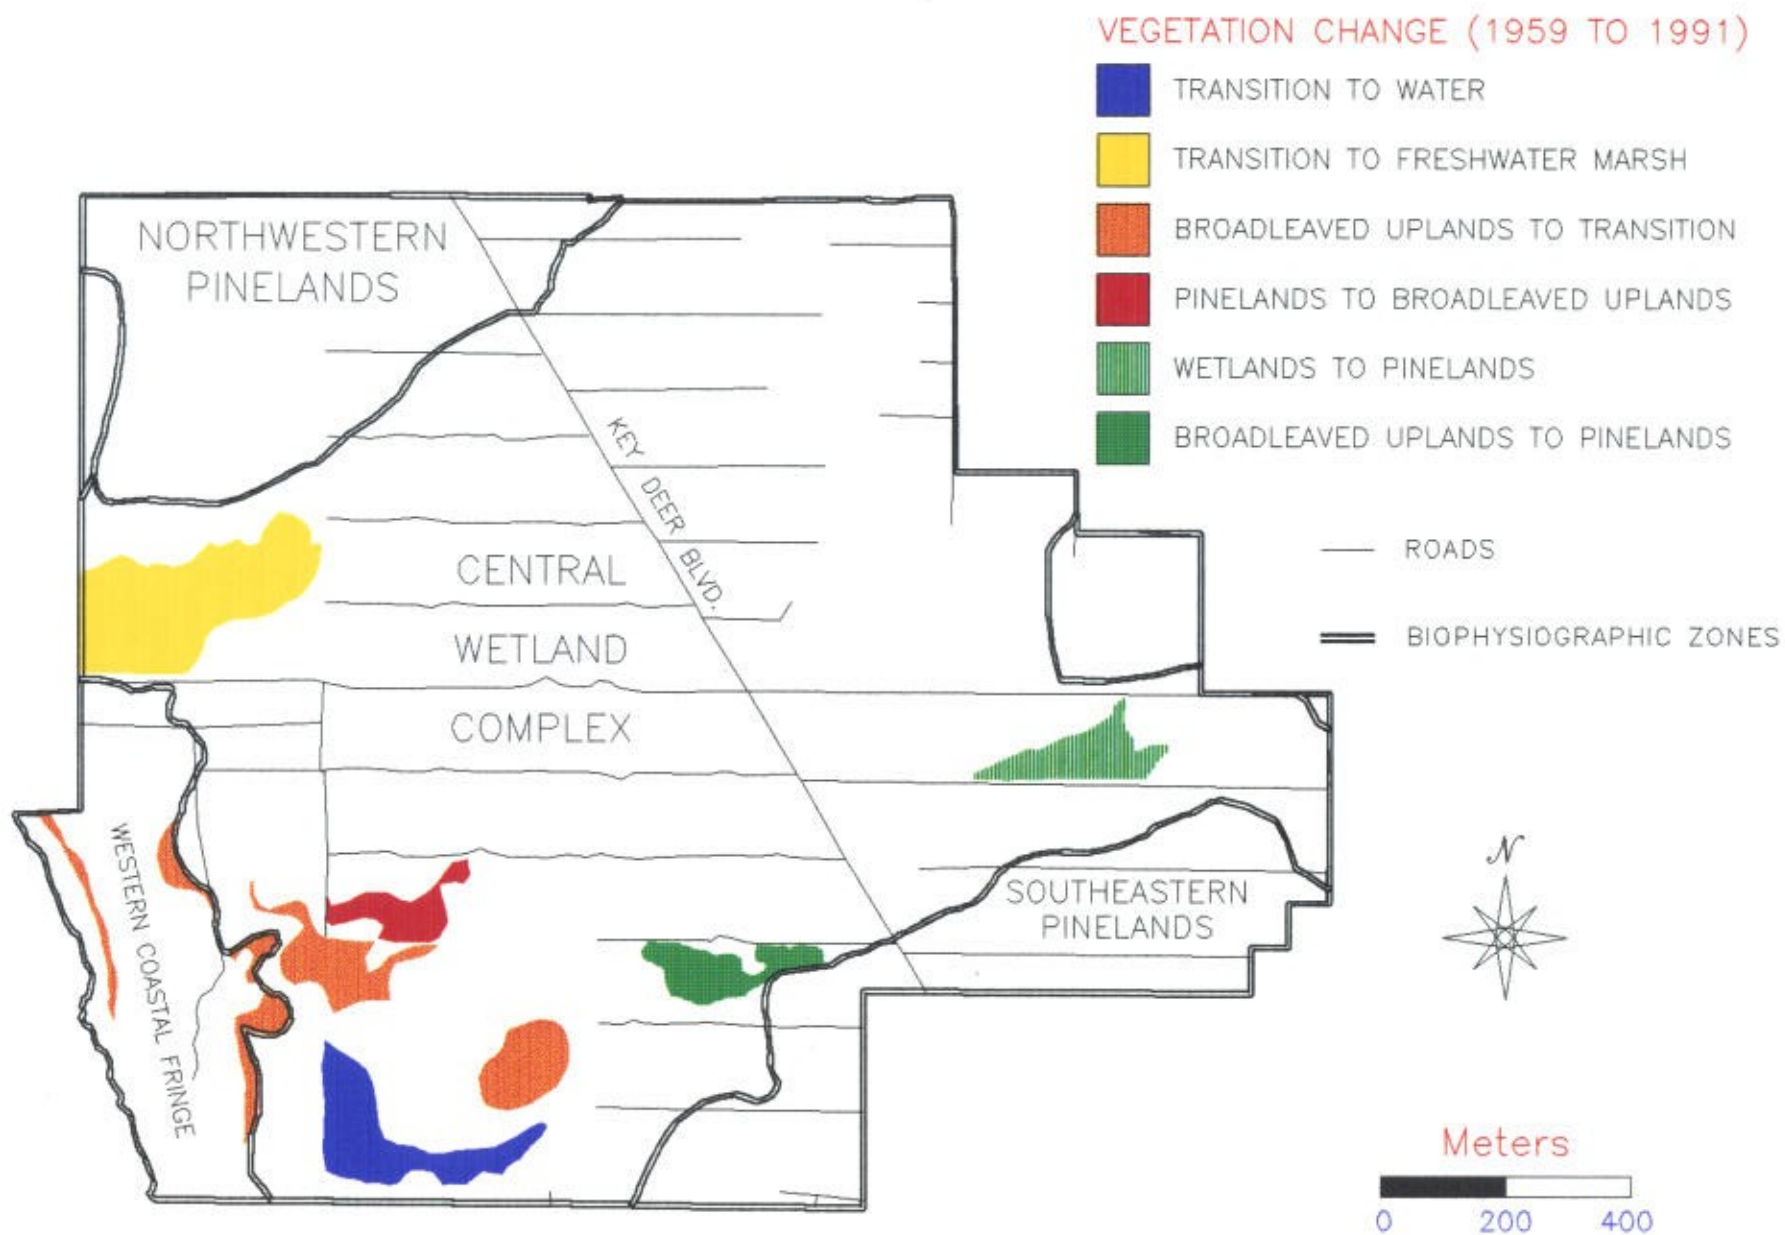 VEGETATION CHANGE (1959 TO 1991)
TRANSITION TO WATER
TRANSITION TO FRESHWATER MARSH
BROADLEAVED UPLANDS TO TRANSITION
PINELANDS TO BROADLEAVED UPLANDS
WETLANDS TO PINELANDS
BROADLEAVED UPLANDS TO PINELANDS
ROADS
BIOPHYSIOGRAPHIC ZONES
NORTHWESTERN
PINELANDS
KEY DEER BLVD.
CENTRAL
WETLAND
COMPLEX
WESTERN COASTAL FRINGE
SOUTHEASTERN
PINELANDS
N
Meters
0 200 400